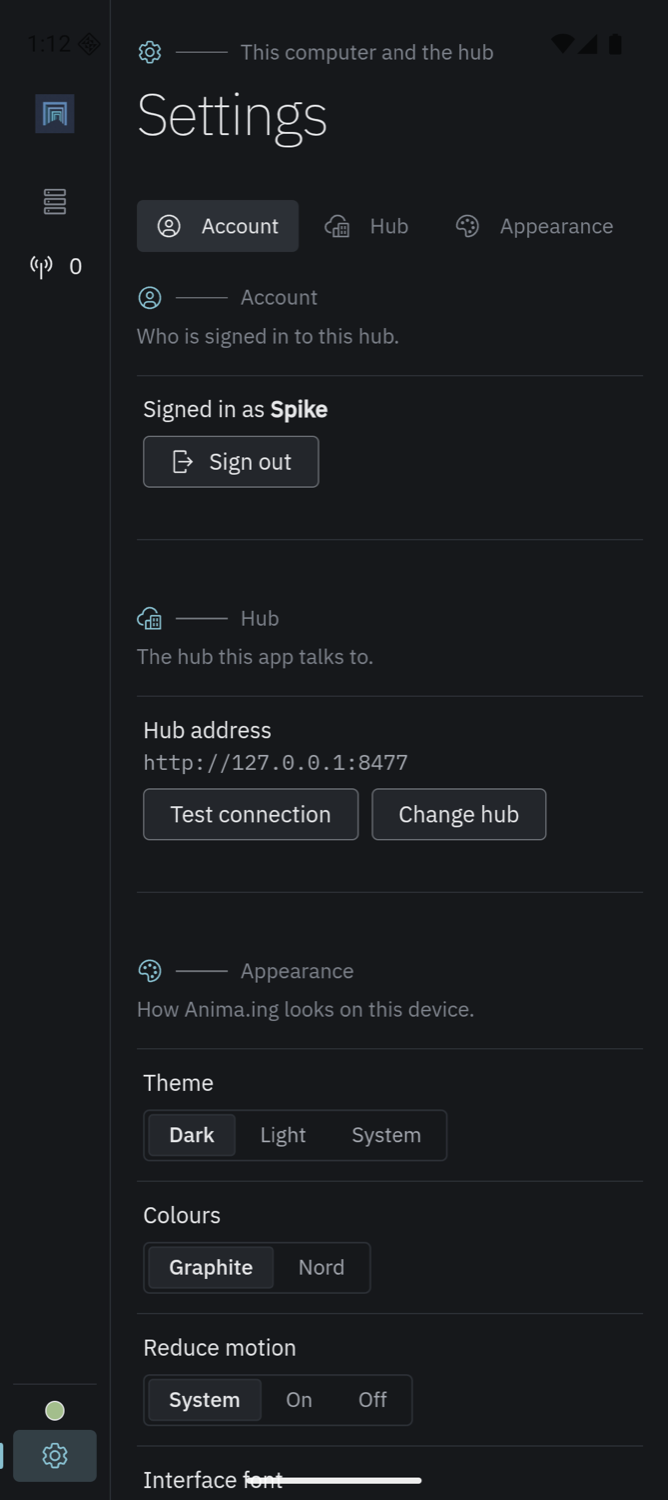 1:12
This computer and the hub
Settings
0
Account
Hub
Appearance
Account
Who is signed in to this hub.
Signed in as Spike
Sign out
Hub
The hub this app talks to.
Hub address
http://127.0.0.1:8477
Test connection
Change hub
Appearance
How Anima.ing looks on this device.
Theme
Dark
Light
System
Colours
Graphite
Nord
Reduce motion
System
On
Off
Interface font